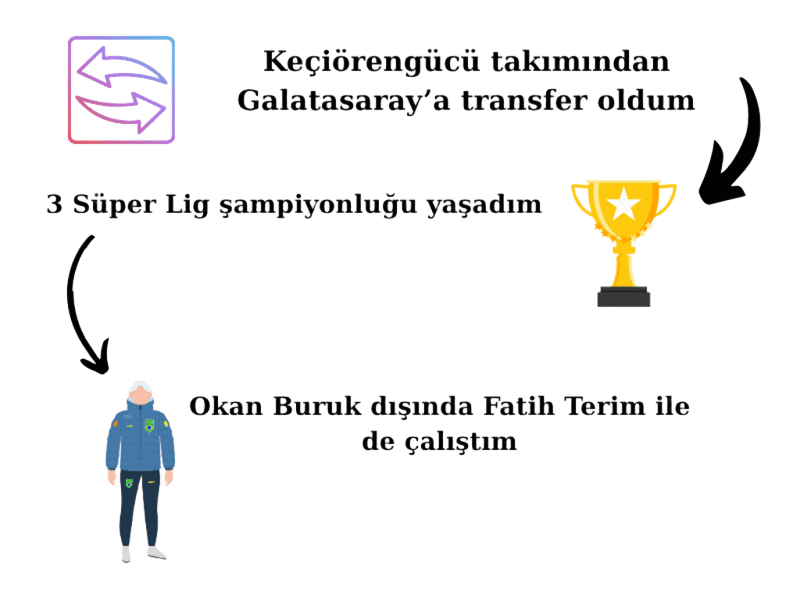 Keçiörengücü takımından
Galatasaray’a transfer oldum
3 Süper Lig şampiyonluğu yaşadım
Okan Buruk dışında Fatih Terim ile
de çalıştım